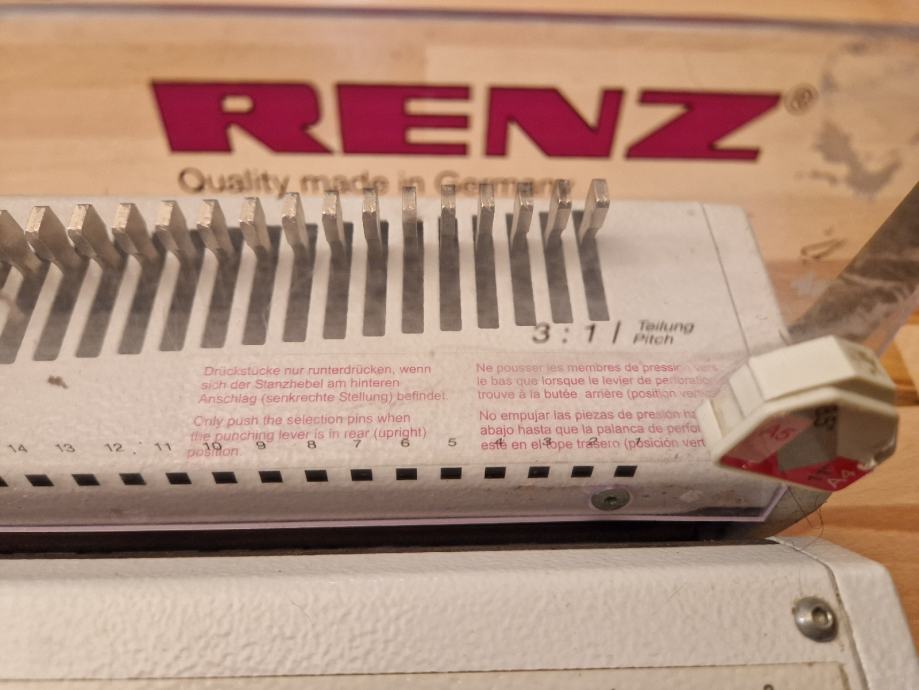 RENZ®
Quality made in Germany
3:1 | Teilung
Pitch
Drückstücke nur runterdrücken, wenn
sich der Stanzhebel am hinteren
Anschlag (senkrechte Stellung) befindet.
Only push the selection pins when
the punching lever is in rear (upright)
position.
Ne pousser les membres de pression vers
le bas que lorsque le levier de perforation
trouve à la butée arrière (position
No empujar las piezas de presión
abajo hasta que la palanca de
esté en el tope trasero (posición
14 13 12 11 10 9 8 7 6 5 4 3 2 1
A5
A4